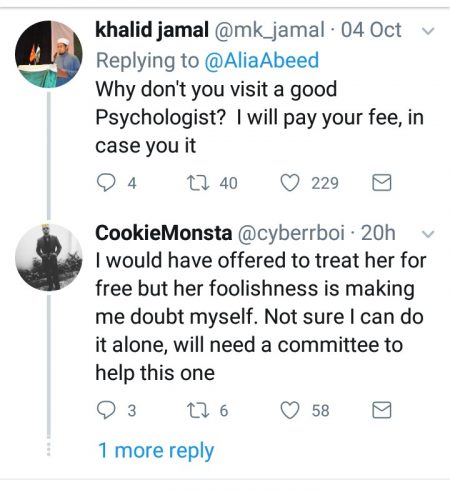 khalid jamal @mk_jamal · 04 Oct
Replying to @AliaAbeed
Why don't you visit a good
Psychologist? I will pay your fee, in
case you it
4 40 229
CookieMonsta @cyberrboi · 20h
I would have offered to treat her for
free but her foolishness is making
me doubt myself. Not sure I can do
it alone, will need a committee to
help this one
3 6 58
1 more reply